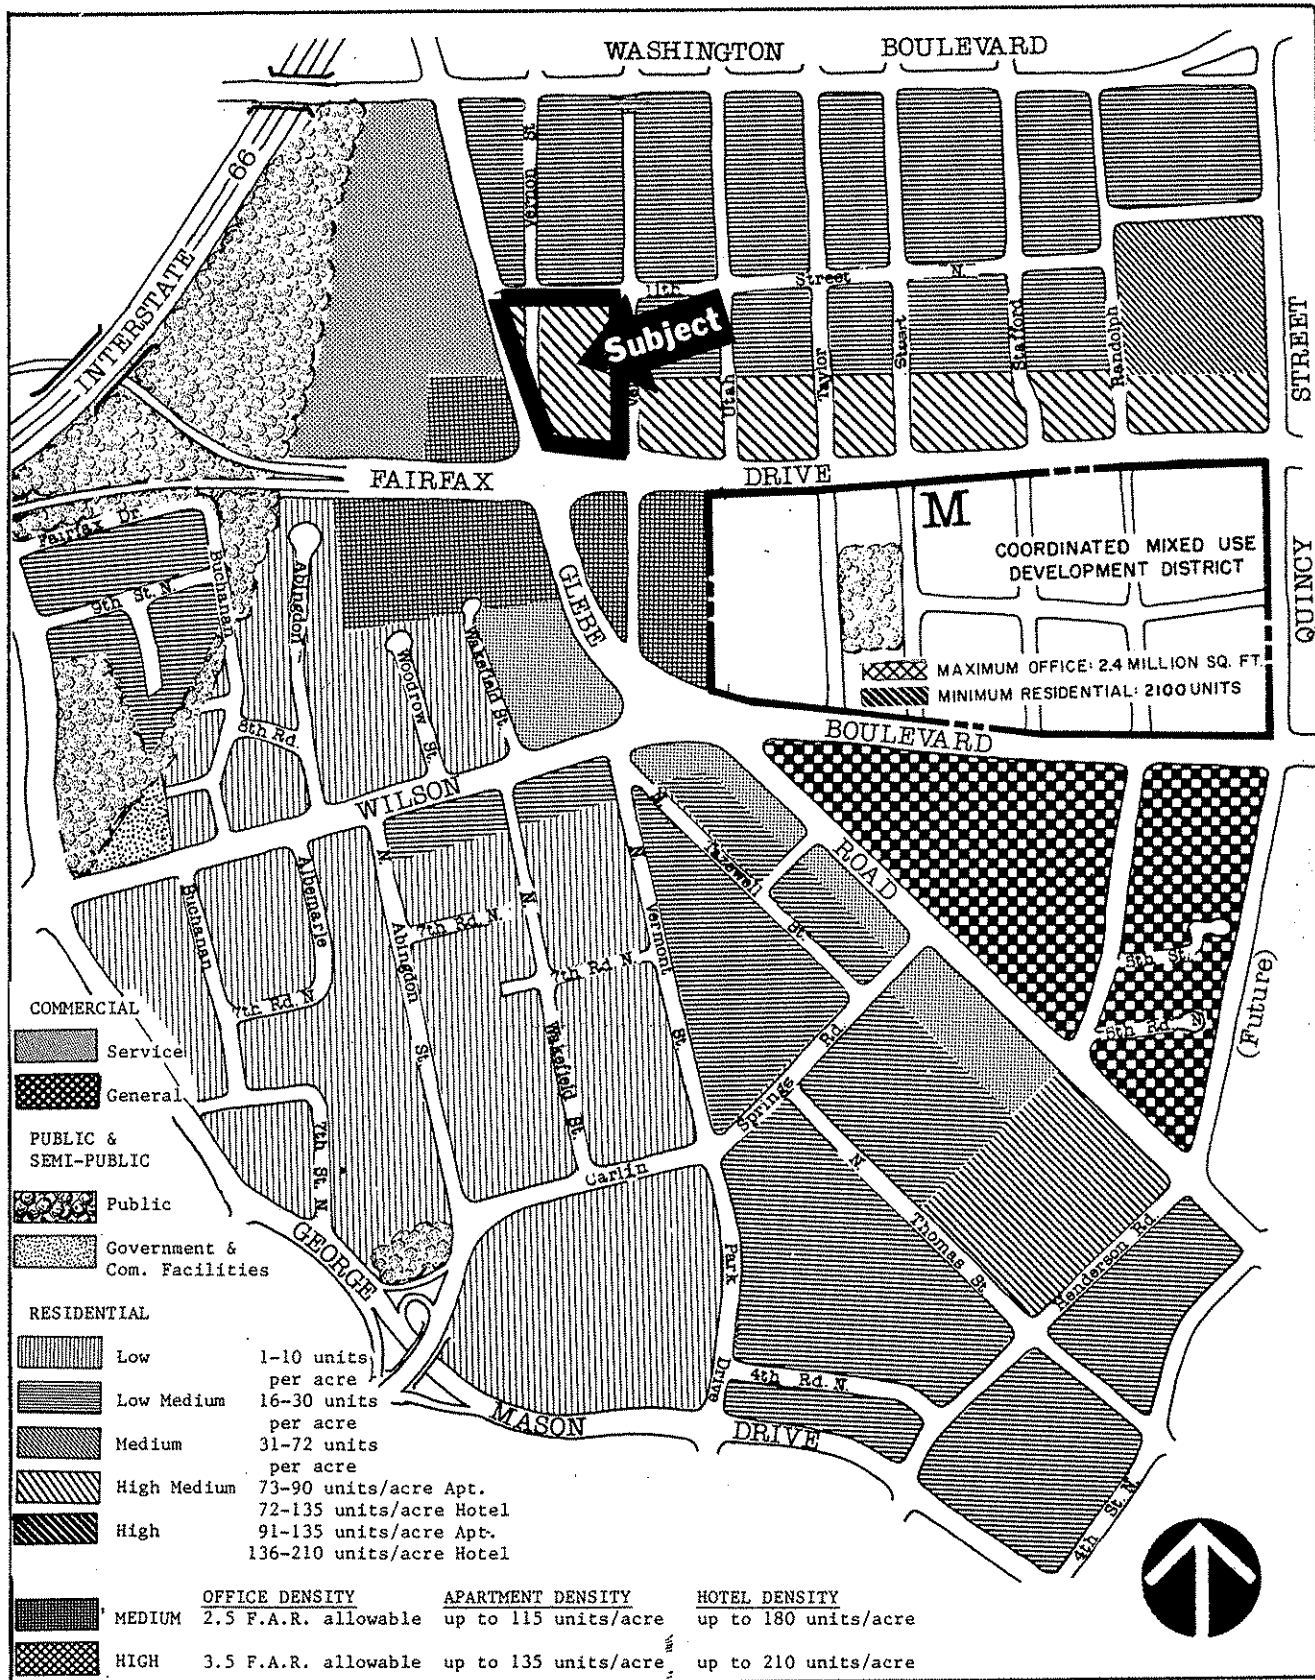 WASHINGTON BOULEVARD
INTERSTATE 66
Vernon St
11th Street N.
Subject
Ver
Utah
Taylor
Stuart
Stafford
Randolph
STREET
QUINCY
FAIRFAX DRIVE
Fairfax Dr.
9th St. N.
Buchanan
Abingdon
GLEBE
Woodrow St.
Wakefield St.
8th Rd.
M
COORDINATED MIXED USE
DEVELOPMENT DISTRICT
MAXIMUM OFFICE: 2.4 MILLION SQ. FT.
MINIMUM RESIDENTIAL: 2100 UNITS
WILSON BOULEVARD
ROAD
N Tazewell St.
Buchanan
Albemarle
N Abingdon St.
7th Rd. N.
N. Wakefield St.
7th Rd N.
N Vermont St.
7th Rd. N
8th St.
8th Rd N
(Future)
Springs Rd.
Carlin
7th St. N
N Thomas St
Henderson Rd.
Park Drive
4th Rd. N.
4th St. N.
GEORGE MASON DRIVE
COMMERCIAL
Service
General
PUBLIC &
SEMI-PUBLIC
Public
Government &
Com. Facilities
RESIDENTIAL
Low 1-10 units
per acre
Low Medium 16-30 units
per acre
Medium 31-72 units
per acre
High Medium 73-90 units/acre Apt.
72-135 units/acre Hotel
High 91-135 units/acre Apt.
136-210 units/acre Hotel
OFFICE DENSITY APARTMENT DENSITY HOTEL DENSITY
MEDIUM 2.5 F.A.R. allowable up to 115 units/acre up to 180 units/acre
HIGH 3.5 F.A.R. allowable up to 135 units/acre up to 210 units/acre